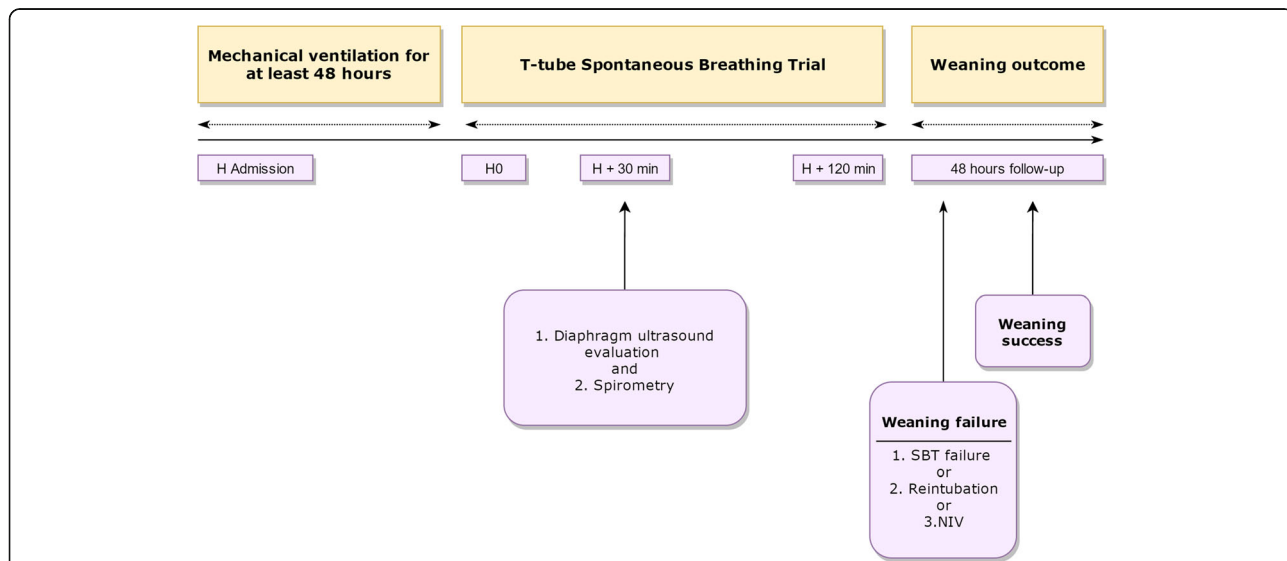 Mechanical ventilation for
at least 48 hours
T-tube Spontaneous Breathing Trial
Weaning outcome
H Admission
H0
H + 30 min
H + 120 min
48 hours follow-up
1. Diaphragm ultrasound
evaluation
and
2. Spirometry
Weaning
success
Weaning failure
1. SBT failure
or
2. Reintubation
or
3.NIV